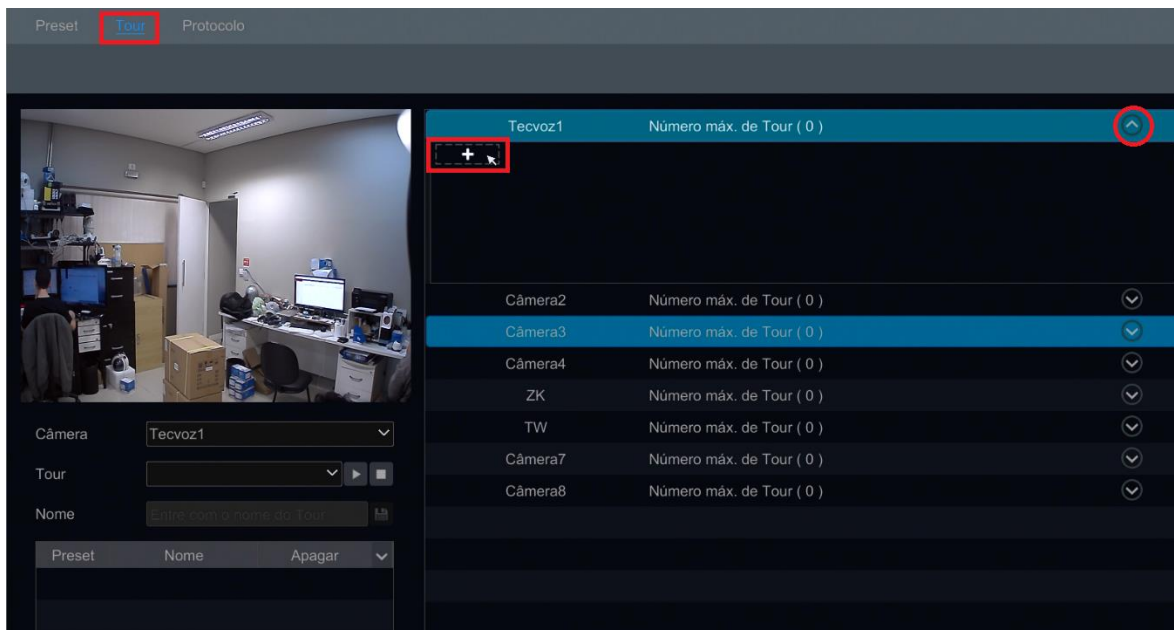 Preset Tour Protocolo
Tecvoz1 Número máx. de Tour ( 0 )
Câmera2 Número máx. de Tour ( 0 )
Câmera3 Número máx. de Tour ( 0 )
Câmera4 Número máx. de Tour ( 0 )
ZK Número máx. de Tour ( 0 )
TW Número máx. de Tour ( 0 )
Câmera7 Número máx. de Tour ( 0 )
Câmera8 Número máx. de Tour ( 0 )
Câmera Tecvoz1
Tour
Nome Entre com o nome do Tour
Preset Nome Apagar